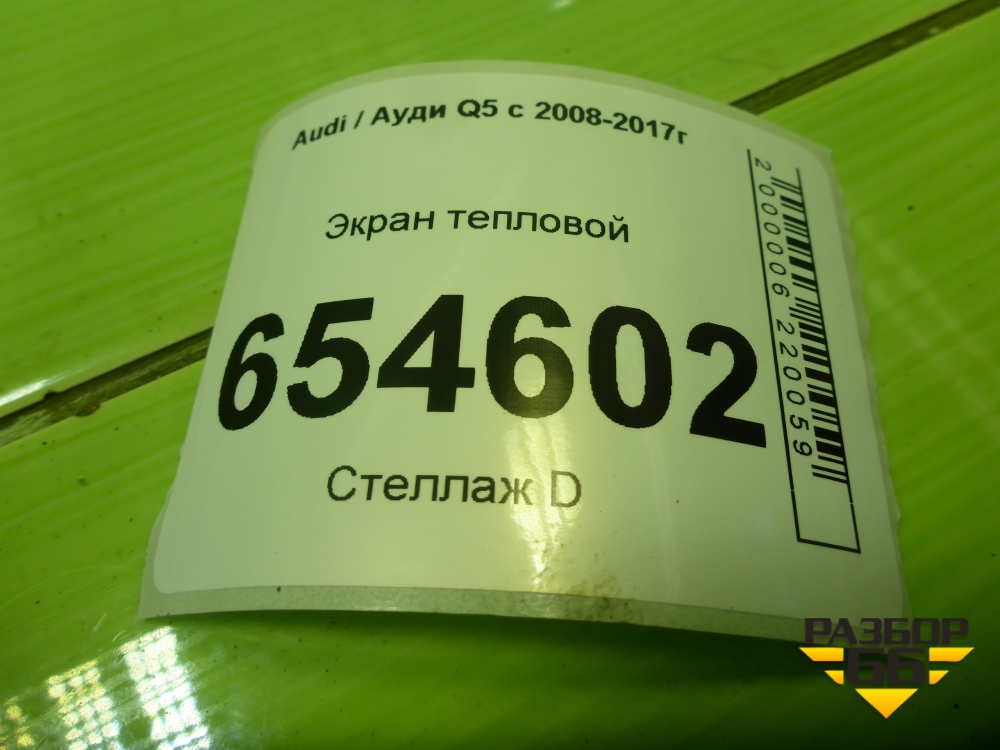 Audi / Ауди Q5 с 2008-2017г
Экран тепловой
654602
Стеллаж D
2000006220059
РАЗБОР
66